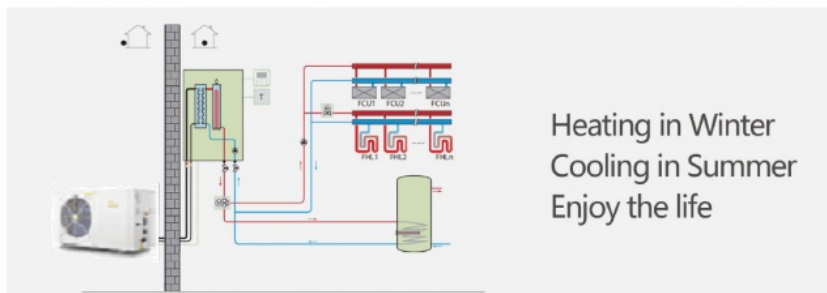 T
FCU1
FCU2
FCUn
FHL1
FHL2
FHLn
Heating in Winter
Cooling in Summer
Enjoy the life